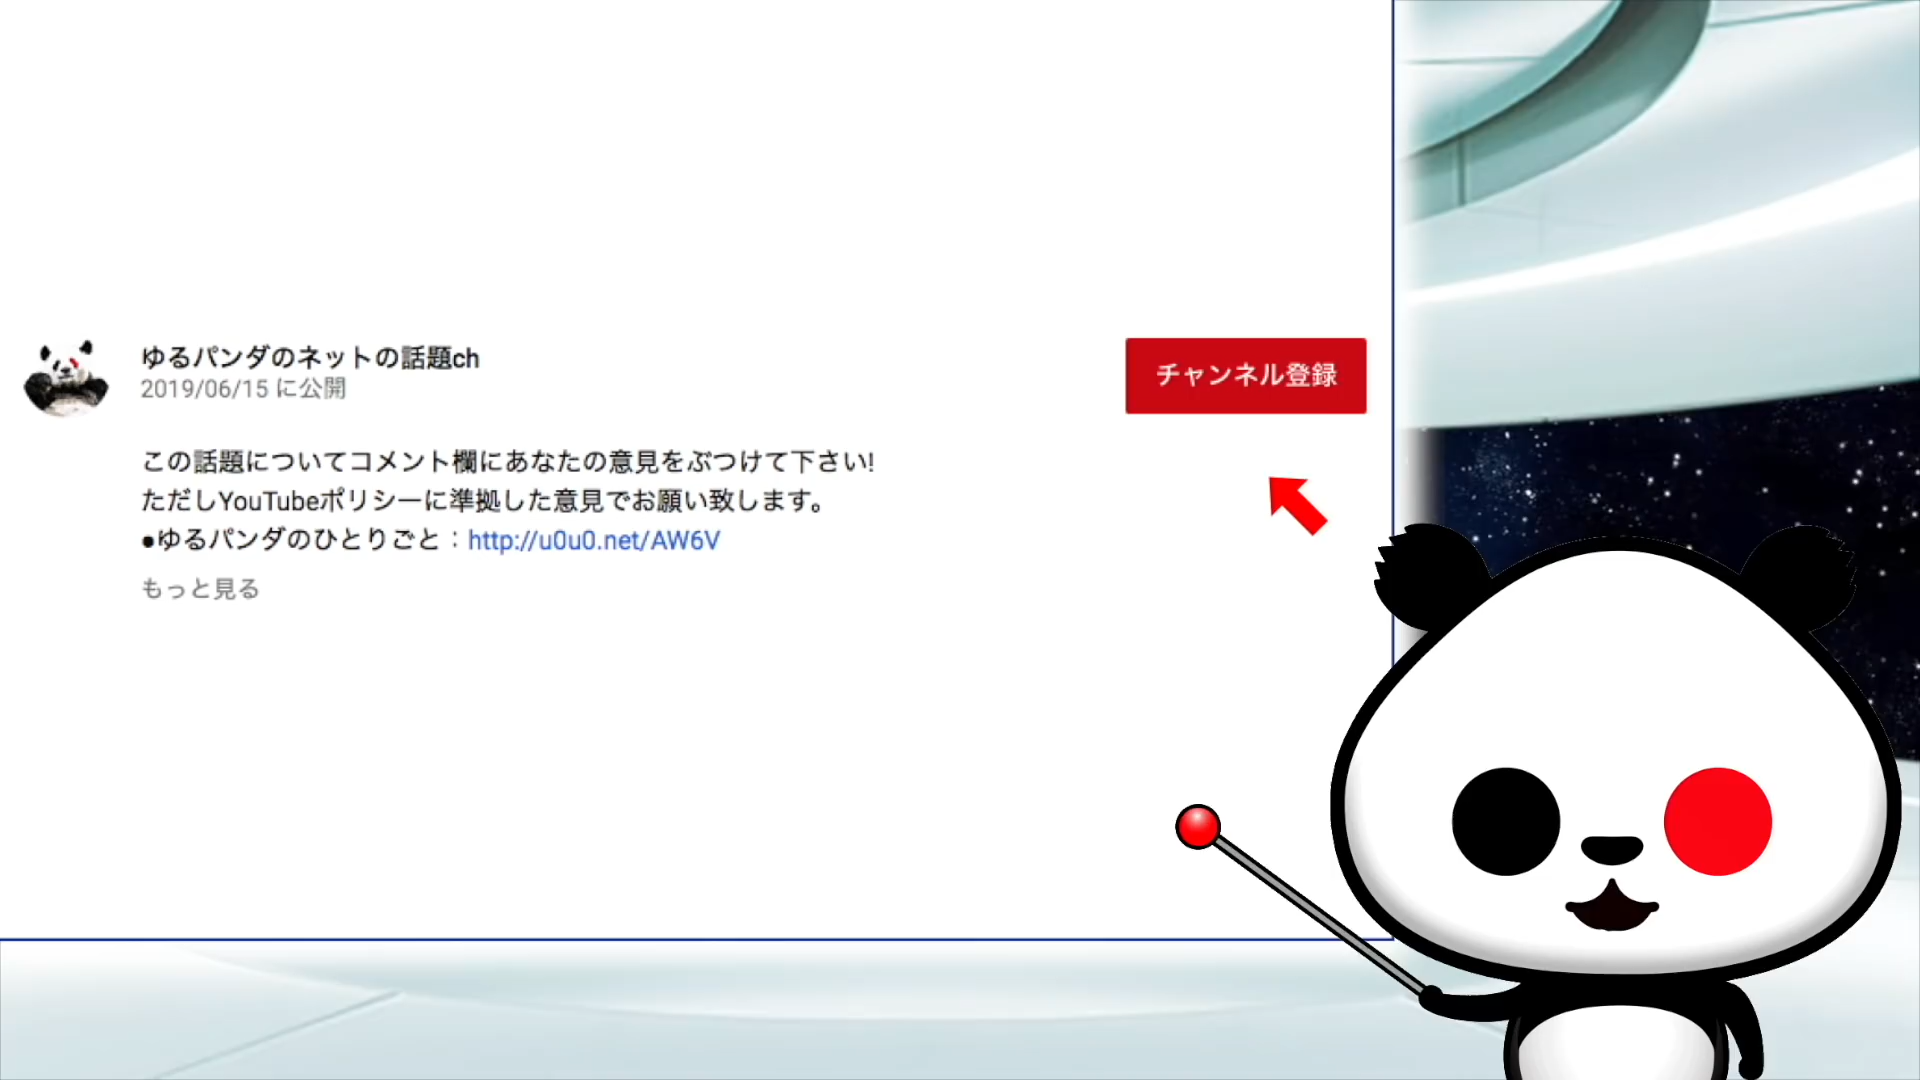 ゆるパンダのネットの話題ch
2019/06/15 に公開
チャンネル登録
この話題についてコメント欄にあなたの意見をぶつけて下さい!
ただしYouTubeポリシーに準拠した意見でお願い致します。
●ゆるパンダのひとりごと：http://u0u0.net/AW6V
もっと見る